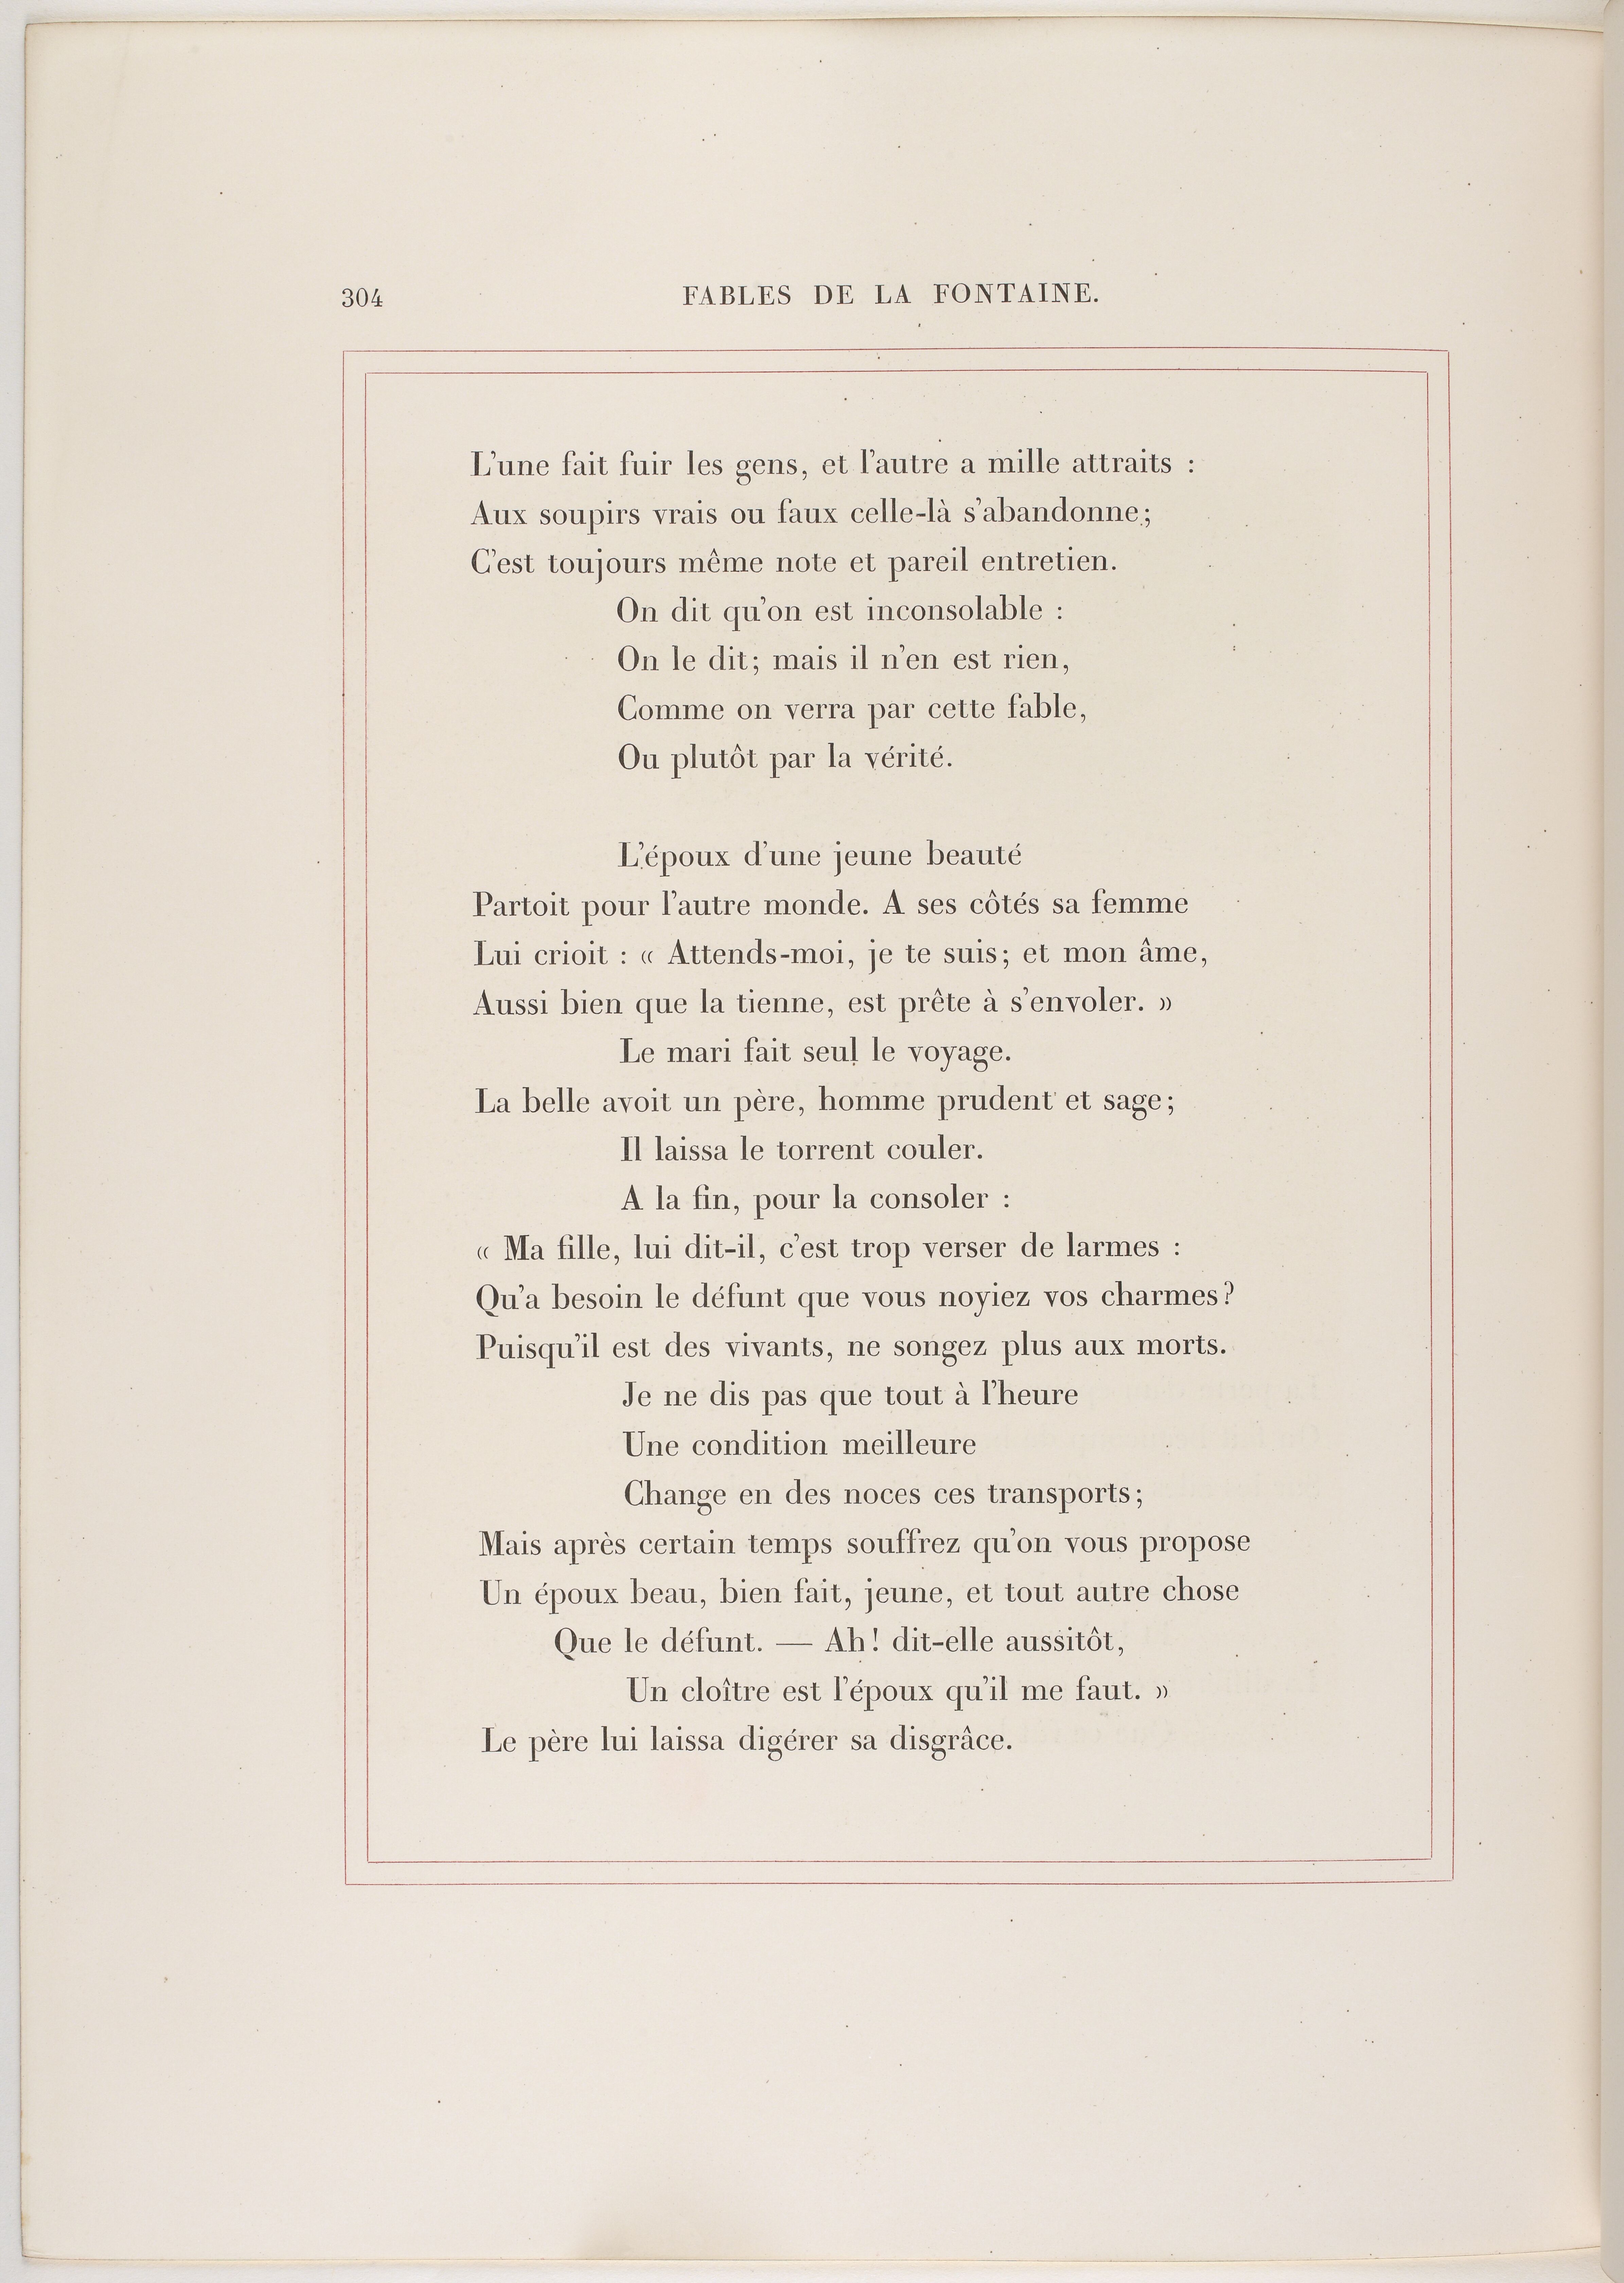 304
FABLES DE LA FONTAINE.
L'une fait fuir les gens, et l'autre a mille attraits :
Aux soupirs vrais ou faux celle-là s'abandonne;
C'est toujours même note et pareil entretien.
On dit qu'on est inconsolable :
On le dit; mais il n'en est rien,
Comme on verra par cette fable,
Ou plutôt par la vérité.
L'époux d'une jeune beauté
Partoit pour l'autre monde. A ses côtés sa femme
Lui crioit : « Attends-moi, je te suis; et mon âme,
Aussi bien que la tienne, est prête à s'envoler. »
Le mari fait seul le voyage.
La belle avoit un père, homme prudent et sage;
Il laissa le torrent couler.
A la fin, pour la consoler :
« Ma fille, lui dit-il, c'est trop verser de larmes :
Qu'a besoin le défunt que vous noyiez vos charmes?
Puisqu'il est des vivants, ne songez plus aux morts.
Je ne dis pas que tout à l'heure
Une condition meilleure
Change en des noces ces transports;
Mais après certain temps souffrez qu'on vous propose
Un époux beau, bien fait, jeune, et tout autre chose
Que le défunt. — Ah! dit-elle aussitôt,
Un cloître est l'époux qu'il me faut. »
Le père lui laissa digérer sa disgrâce.